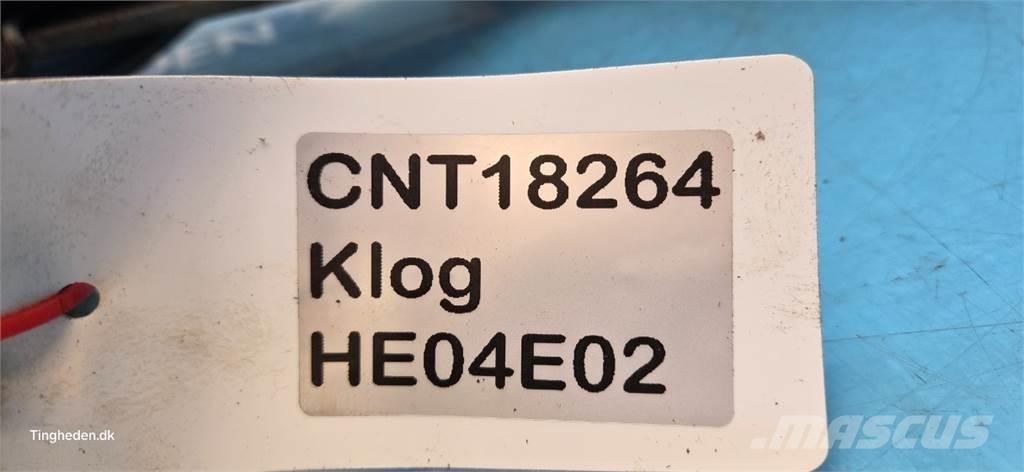 CNT18264
Klog
HE04E02
Tingheden.dk
MASCUS